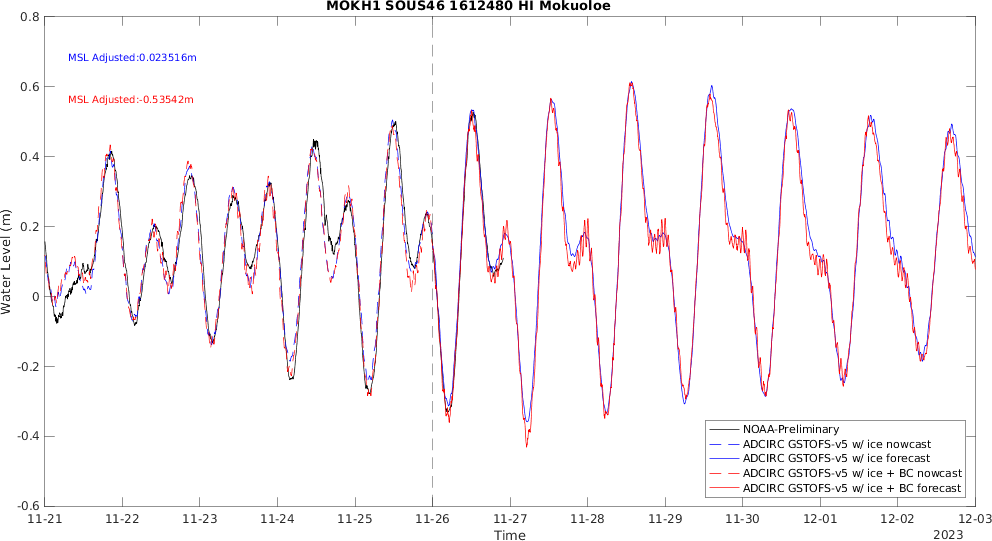 MOKH1 SOUS46 1612480 HI Mokuoloe
0.8
MSL Adjusted:0.023516m
0.6
MSL Adjusted:-0.53542m
0.4
0.2
Water Level (m)
0
-0.2
-0.4
-0.6
NOAA-Preliminary
ADCIRC GSTOFS-v5 w/ ice nowcast
ADCIRC GSTOFS-v5 w/ ice forecast
ADCIRC GSTOFS-v5 w/ ice + BC nowcast
ADCIRC GSTOFS-v5 w/ ice + BC forecast
11-21 11-22 11-23 11-24 11-25 11-26 11-27 11-28 11-29 11-30 12-01 12-02 12-03
Time
2023